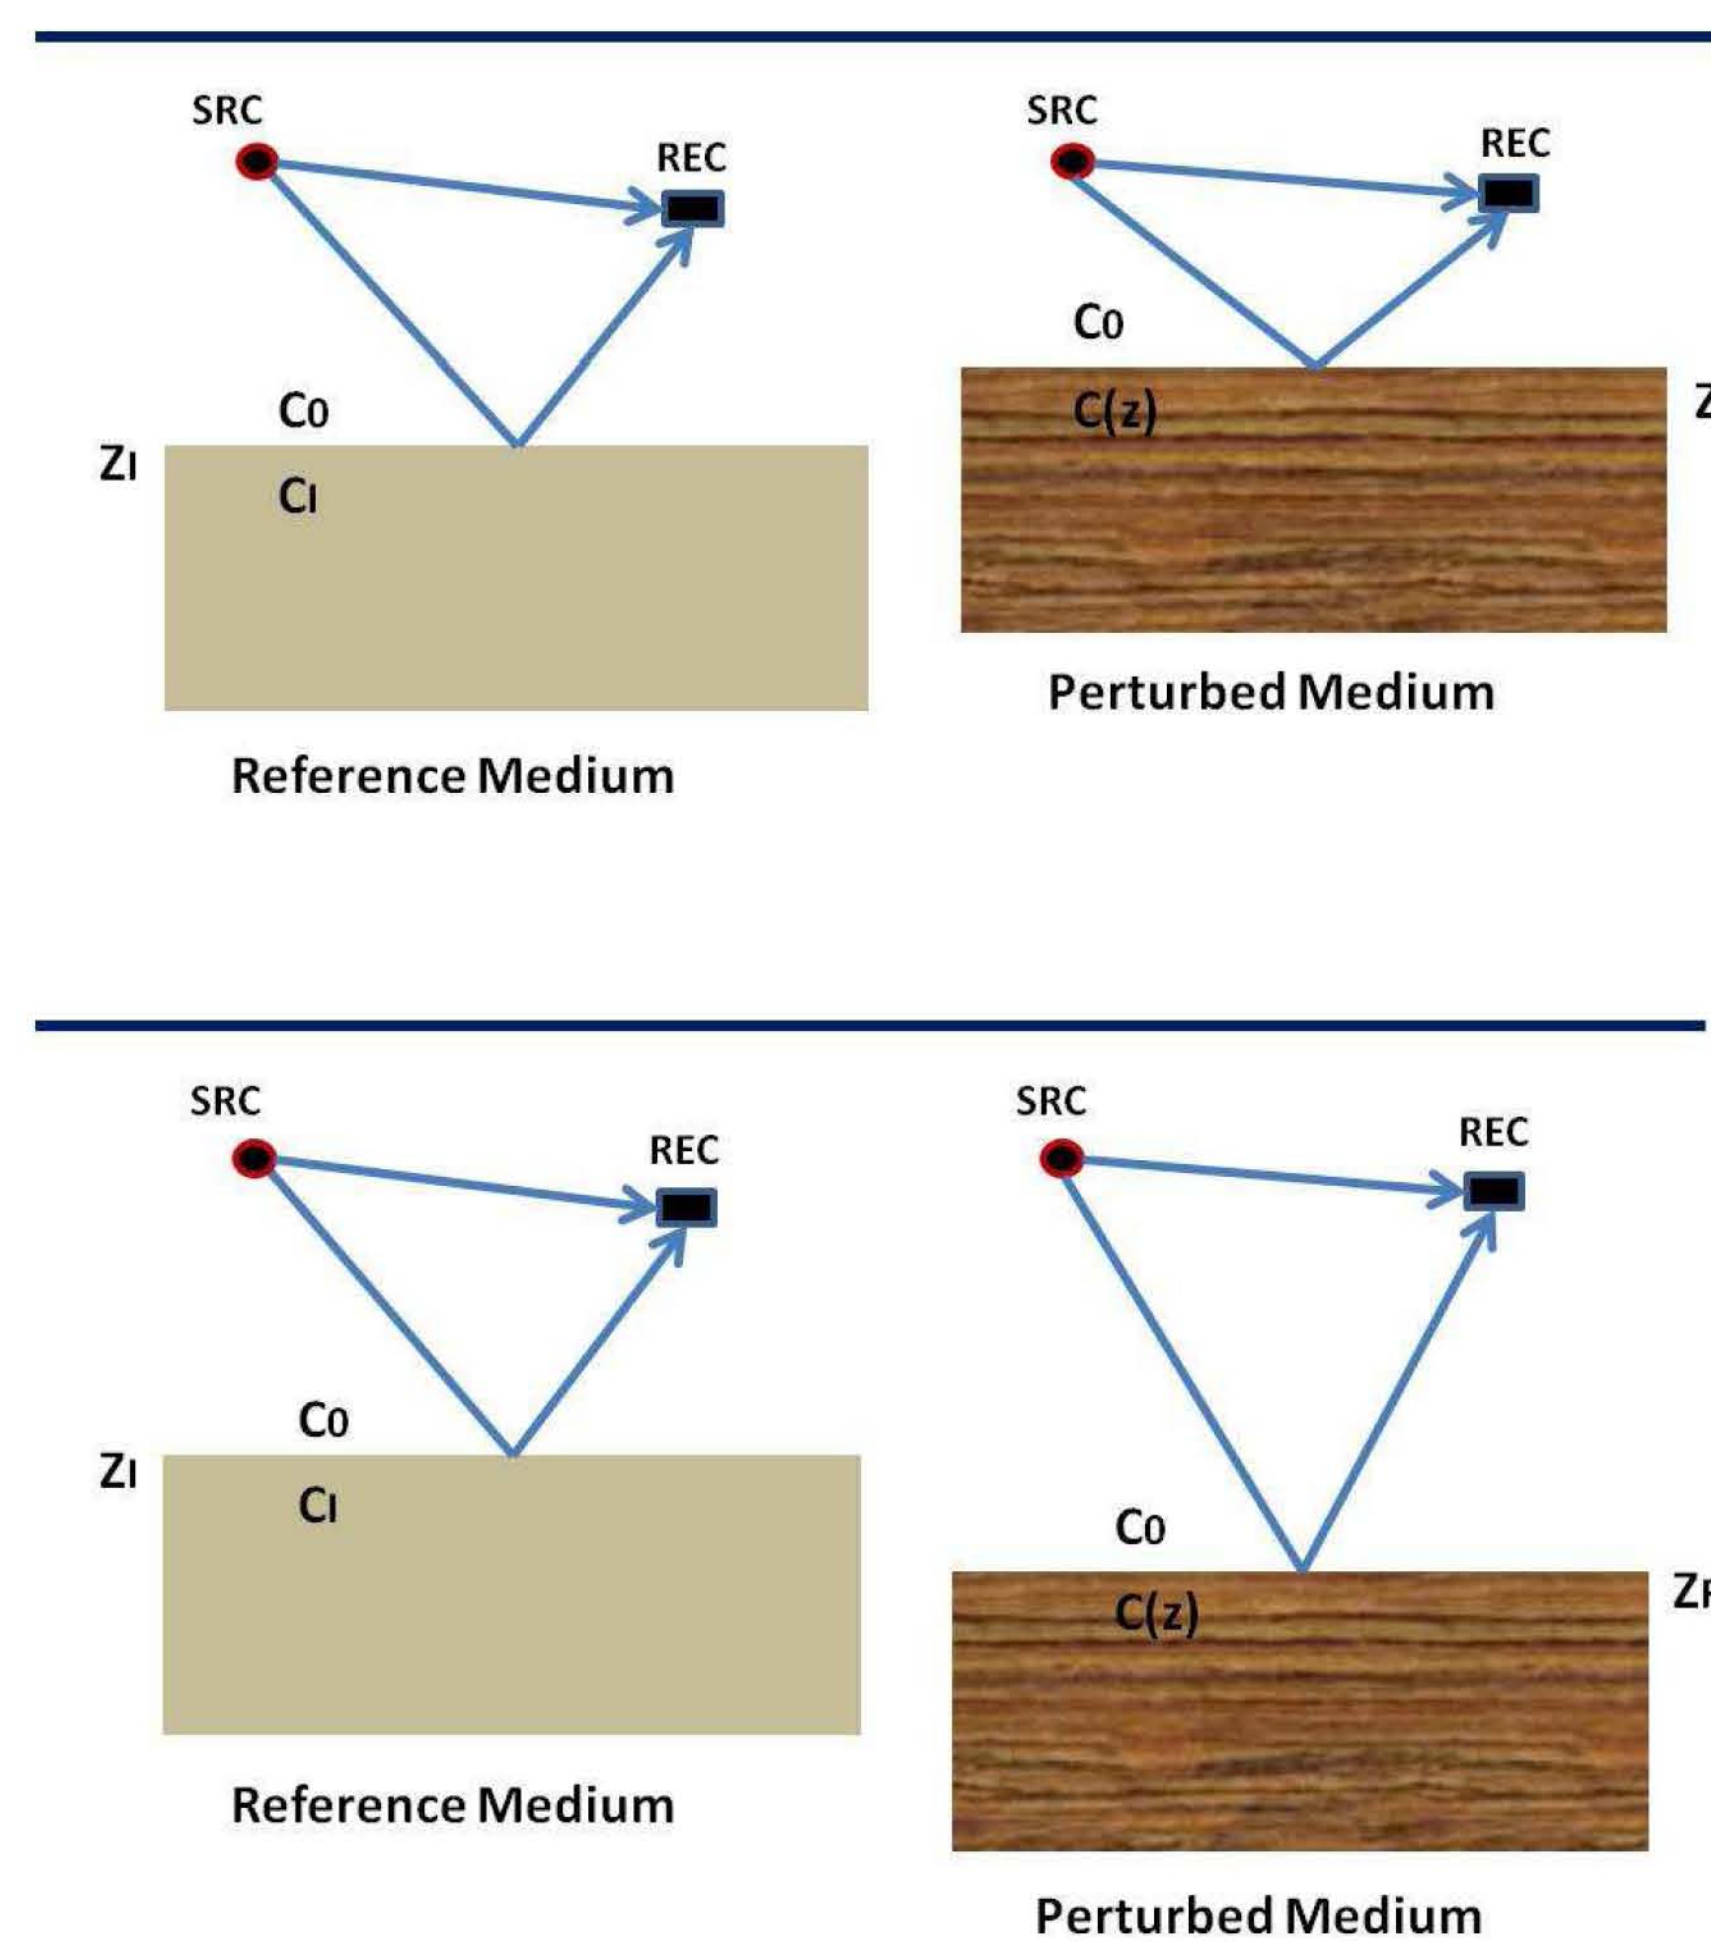 SRC
REC
C0
ZI
CI
Reference Medium
SRC
REC
C0
C(z)
Z
Perturbed Medium
SRC
REC
C0
ZI
CI
Reference Medium
SRC
REC
C0
C(z)
Perturbed Medium